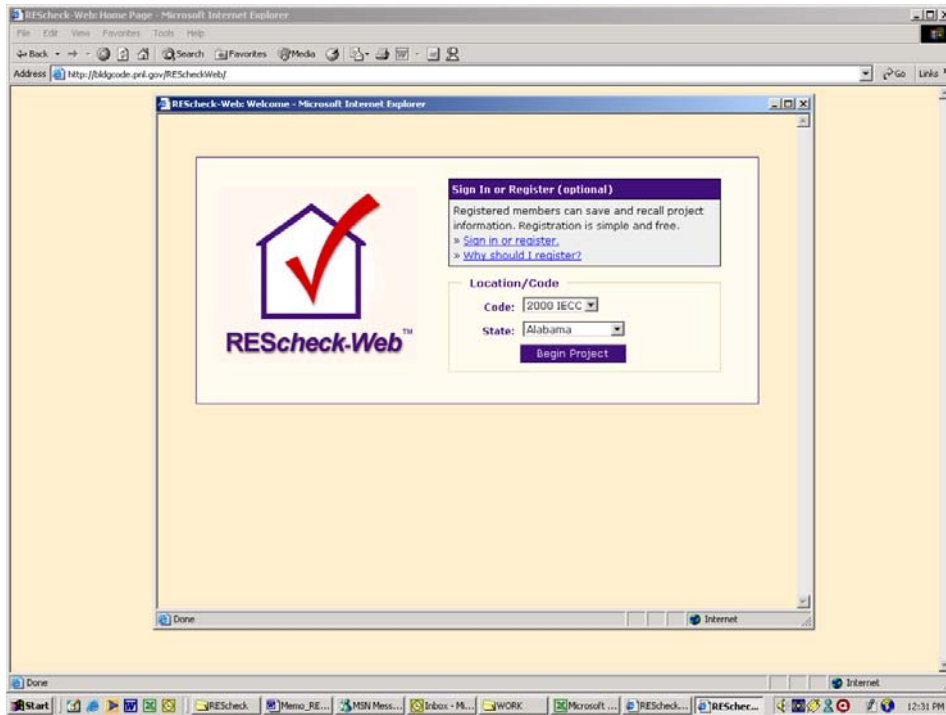 REScheck-Web: Home Page - Microsoft Internet Explorer
File Edit View Favorites Tools Help
Back Search Favorites Media
Address http://bldgcode.pnl.gov/REScheckWeb/ Go Links
REScheck-Web: Welcome - Microsoft Internet Explorer
Sign In or Register (optional)
Registered members can save and recall project
information. Registration is simple and free.
» Sign in or register.
» Why should I register?
Location/Code
Code: 2000 IECC
State: Alabama
Begin Project
REScheck-Web™
Done Internet
Done Internet
Start REScheck Memo_RE... MSN Mess... Inbox - Mi... WORK Microsoft ... REScheck... RESchec... 12:31 PM